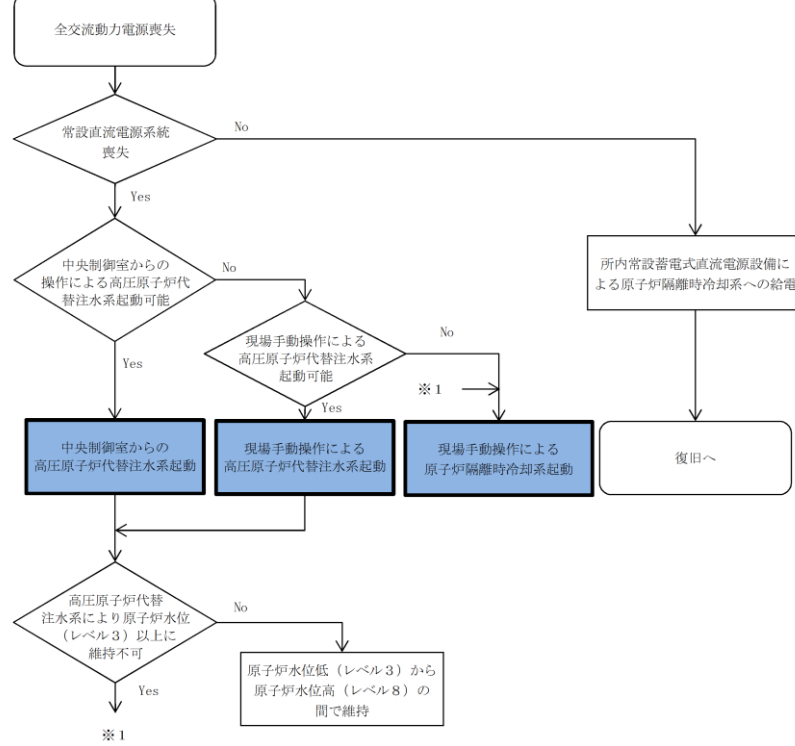 全交流動力電源喪失
常設直流電源系統
喪失
No
Yes
中央制御室からの
操作による高圧原子炉代
替注水系起動可能
No
所内常設蓄電式直流電源設備に
よる原子炉隔離時冷却系への給電
現場手動操作による
高圧原子炉代替注水系
起動可能
No
Yes
※1
Yes
中央制御室からの
高圧原子炉代替注水系起動
現場手動操作による
高圧原子炉代替注水系起動
現場手動操作による
原子炉隔離時冷却系起動
復旧へ
高圧原子炉代替
注水系により原子炉水位
(レベル3)以上に
維持不可
No
Yes
原子炉水位低(レベル3)から
原子炉水位高(レベル8)の
間で維持
※1